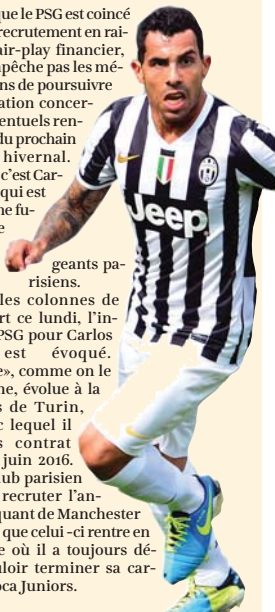 que le PSG est coincé
recrutement en rai-
air-play financier,
pêche pas les mé-
ns de poursuivre
ation concer-
entuels ren-
du prochain
hivernal.
c’est Car-
qui est
ne fu-
e
geants pa-
risiens.
les colonnes de
rt ce lundi, l’in-
PSG pour Carlos
est évoqué.
e», comme on le
ne, évolue à la
s de Turin,
c lequel il
s contrat
juin 2016.
lub parisien
recruter l’an-
quant de Manchester
que celui -ci rentre en
e où il a toujours dé-
uloir terminer sa car-
oca Juniors.
Jeep